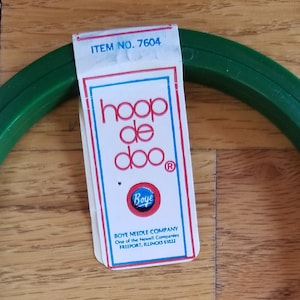 ITEM NO. 7604
hoop
de
doo®
Boye
BOYE NEEDLE COMPANY
One of the Newell Companies
FREEPORT, ILLINOIS 61032